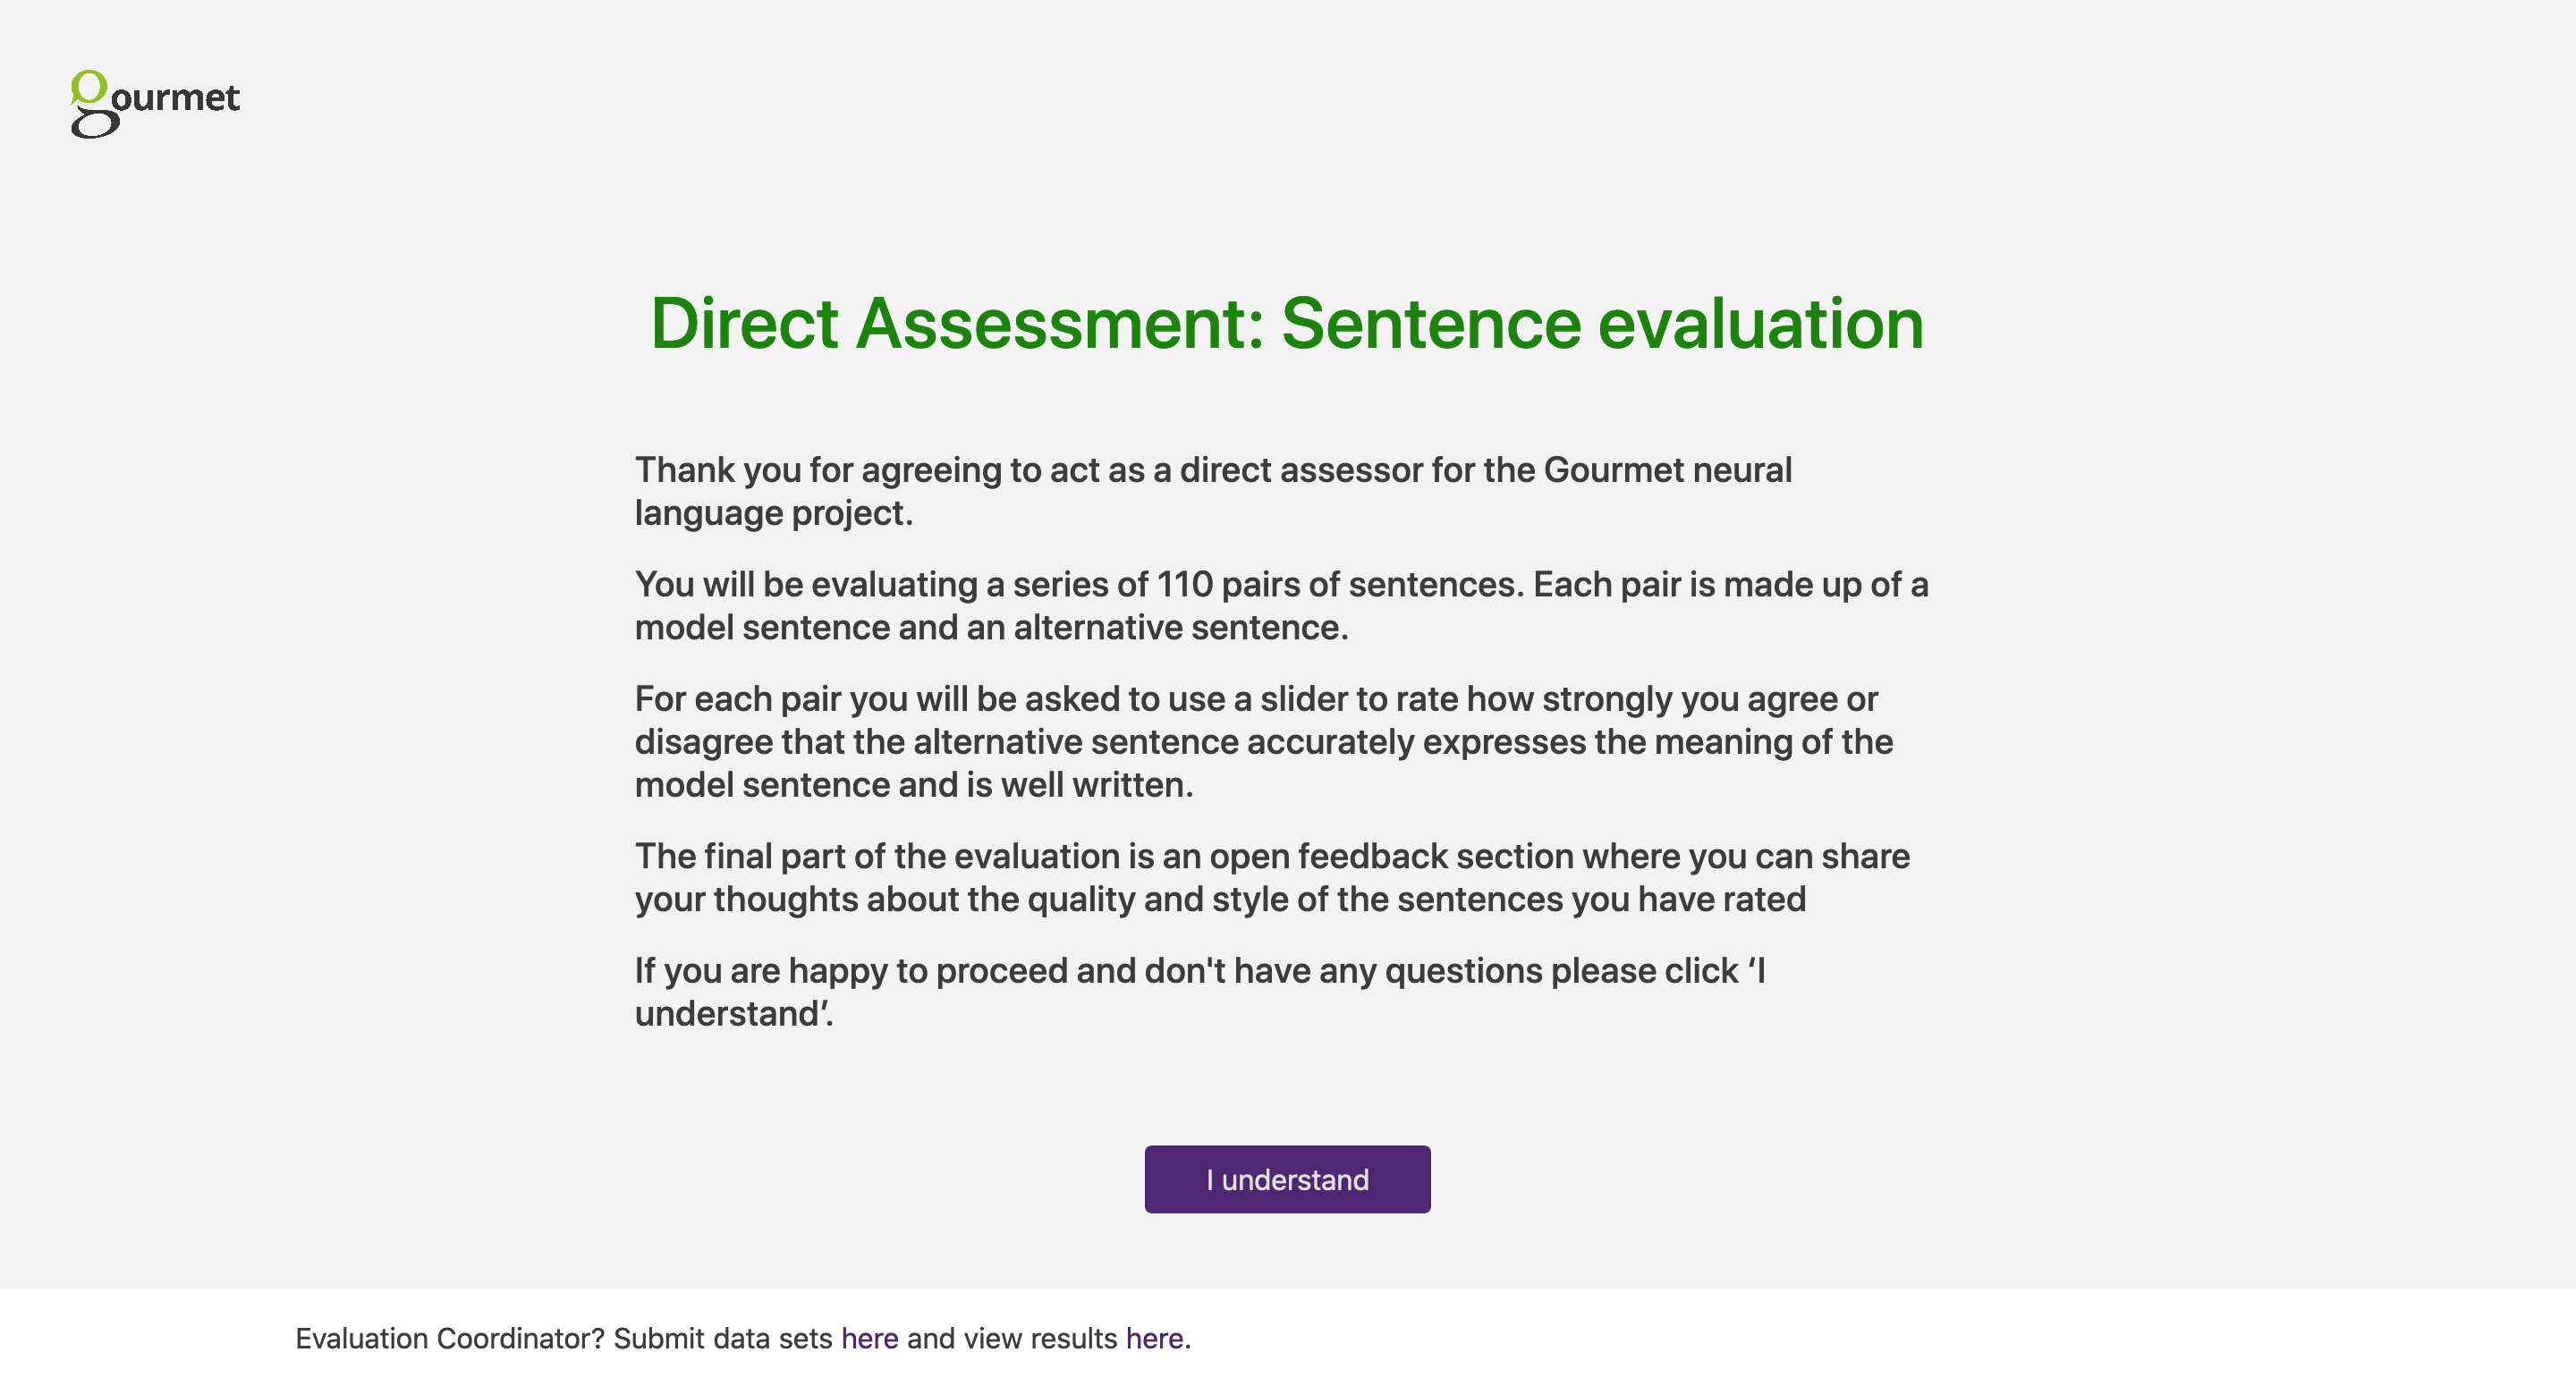 gourmet
Direct Assessment: Sentence evaluation
Thank you for agreeing to act as a direct assessor for the Gourmet neural
language project.
You will be evaluating a series of 110 pairs of sentences. Each pair is made up of a
model sentence and an alternative sentence.
For each pair you will be asked to use a slider to rate how strongly you agree or
disagree that the alternative sentence accurately expresses the meaning of the
model sentence and is well written.
The final part of the evaluation is an open feedback section where you can share
your thoughts about the quality and style of the sentences you have rated
If you are happy to proceed and don't have any questions please click ‘I
understand’.
I understand
Evaluation Coordinator? Submit data sets here and view results here.